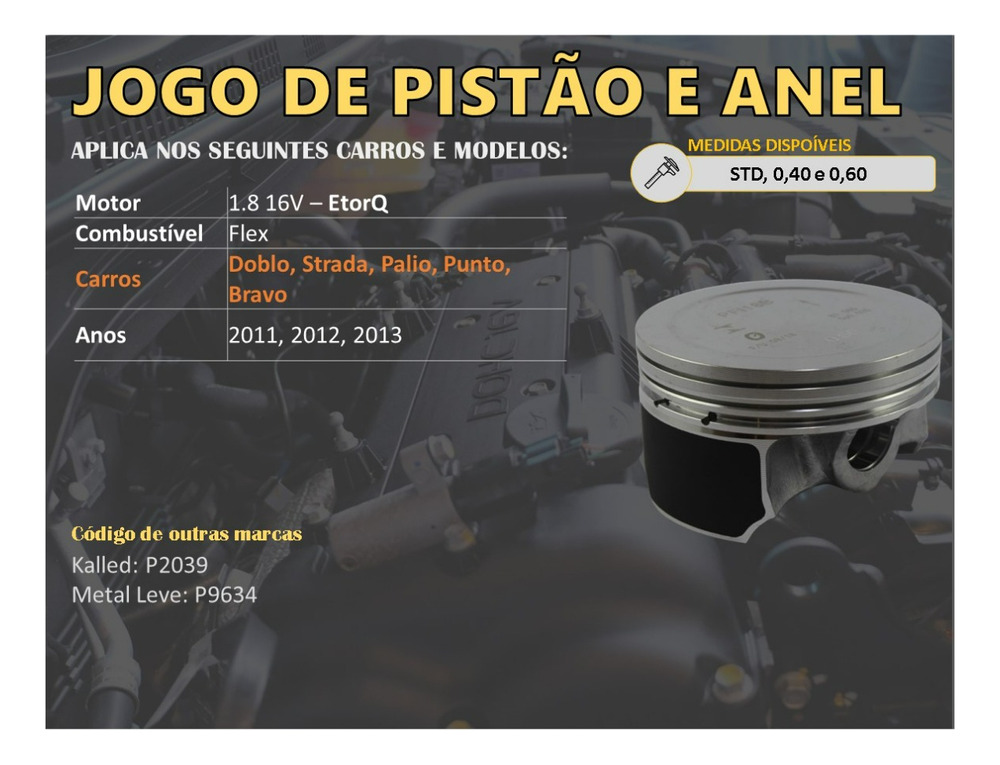 JOGO DE PISTÃO E ANEL
APLICA NOS SEGUINTES CARROS E MODELOS:
MEDIDAS DISPOÍVEIS
STD, 0,40 e 0,60
Motor 1.8 16V – EtorQ
Combustível Flex
Carros Doblo, Strada, Palio, Punto,
Bravo
Anos 2011, 2012, 2013
DOHC 16V
Código de outras marcas
Kalled: P2039
Metal Leve: P9634